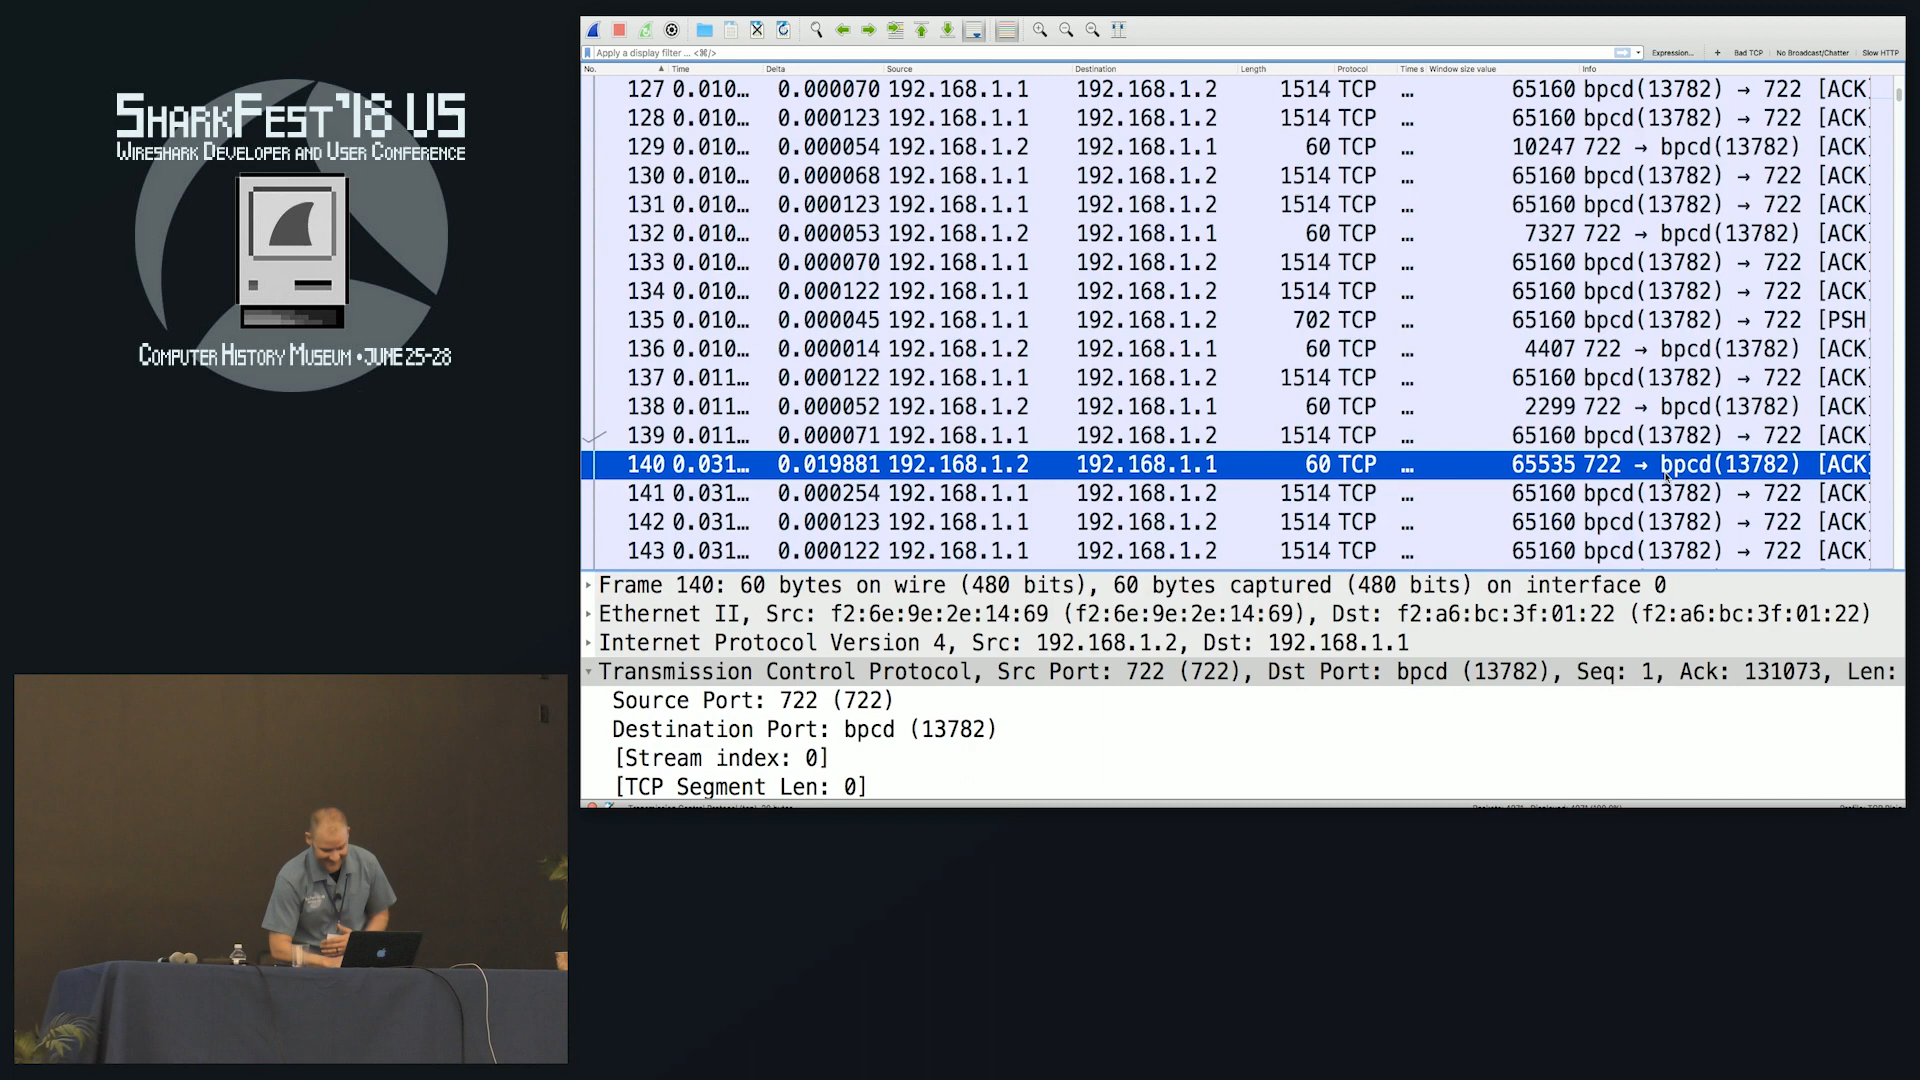 SHARKFEST '18 US
WIRESHARK DEVELOPER AND USER CONFERENCE
COMPUTER HISTORY MUSEUM • JUNE 25-28
Apply a display filter ... <⌘/>
Expression... + Bad TCP No Broadcast/Chatter Slow HTTP
No. Time Delta Source Destination Length Protocol Time s Window size value Info
127 0.010… 0.000070 192.168.1.1 192.168.1.2 1514 TCP … 65160 bpcd(13782) → 722 [ACK]
128 0.010… 0.000123 192.168.1.1 192.168.1.2 1514 TCP … 65160 bpcd(13782) → 722 [ACK]
129 0.010… 0.000054 192.168.1.2 192.168.1.1 60 TCP … 10247 722 → bpcd(13782) [ACK]
130 0.010… 0.000068 192.168.1.1 192.168.1.2 1514 TCP … 65160 bpcd(13782) → 722 [ACK]
131 0.010… 0.000123 192.168.1.1 192.168.1.2 1514 TCP … 65160 bpcd(13782) → 722 [ACK]
132 0.010… 0.000053 192.168.1.2 192.168.1.1 60 TCP … 7327 722 → bpcd(13782) [ACK]
133 0.010… 0.000070 192.168.1.1 192.168.1.2 1514 TCP … 65160 bpcd(13782) → 722 [ACK]
134 0.010… 0.000122 192.168.1.1 192.168.1.2 1514 TCP … 65160 bpcd(13782) → 722 [ACK]
135 0.010… 0.000045 192.168.1.1 192.168.1.2 702 TCP … 65160 bpcd(13782) → 722 [PSH,
136 0.010… 0.000014 192.168.1.2 192.168.1.1 60 TCP … 4407 722 → bpcd(13782) [ACK]
137 0.011… 0.000122 192.168.1.1 192.168.1.2 1514 TCP … 65160 bpcd(13782) → 722 [ACK]
138 0.011… 0.000052 192.168.1.2 192.168.1.1 60 TCP … 2299 722 → bpcd(13782) [ACK]
139 0.011… 0.000071 192.168.1.1 192.168.1.2 1514 TCP … 65160 bpcd(13782) → 722 [ACK]
140 0.031… 0.019881 192.168.1.2 192.168.1.1 60 TCP … 65535 722 → bpcd(13782) [ACK]
141 0.031… 0.000254 192.168.1.1 192.168.1.2 1514 TCP … 65160 bpcd(13782) → 722 [ACK]
142 0.031… 0.000123 192.168.1.1 192.168.1.2 1514 TCP … 65160 bpcd(13782) → 722 [ACK]
143 0.031… 0.000122 192.168.1.1 192.168.1.2 1514 TCP … 65160 bpcd(13782) → 722 [ACK]
Frame 140: 60 bytes on wire (480 bits), 60 bytes captured (480 bits) on interface 0
Ethernet II, Src: f2:6e:9e:2e:14:69 (f2:6e:9e:2e:14:69), Dst: f2:a6:bc:3f:01:22 (f2:a6:bc:3f:01:22)
Internet Protocol Version 4, Src: 192.168.1.2, Dst: 192.168.1.1
Transmission Control Protocol, Src Port: 722 (722), Dst Port: bpcd (13782), Seq: 1, Ack: 131073, Len:
Source Port: 722 (722)
Destination Port: bpcd (13782)
[Stream index: 0]
[TCP Segment Len: 0]